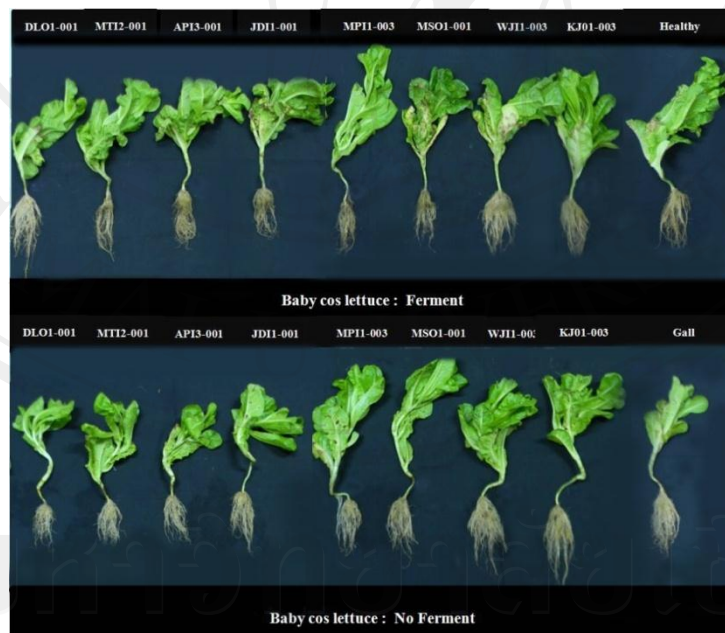 DLO1-001 MTI2-001 API3-001 JDI1-001 MPI1-003 MSO1-001 WJI1-003 KJ01-003 Healthy
Baby cos lettuce : Ferment
DLO1-001 MTI2-001 API3-001 JDI1-001 MPI1-003 MSO1-001 WJI1-003 KJ01-003 Gall
Baby cos lettuce : No Ferment